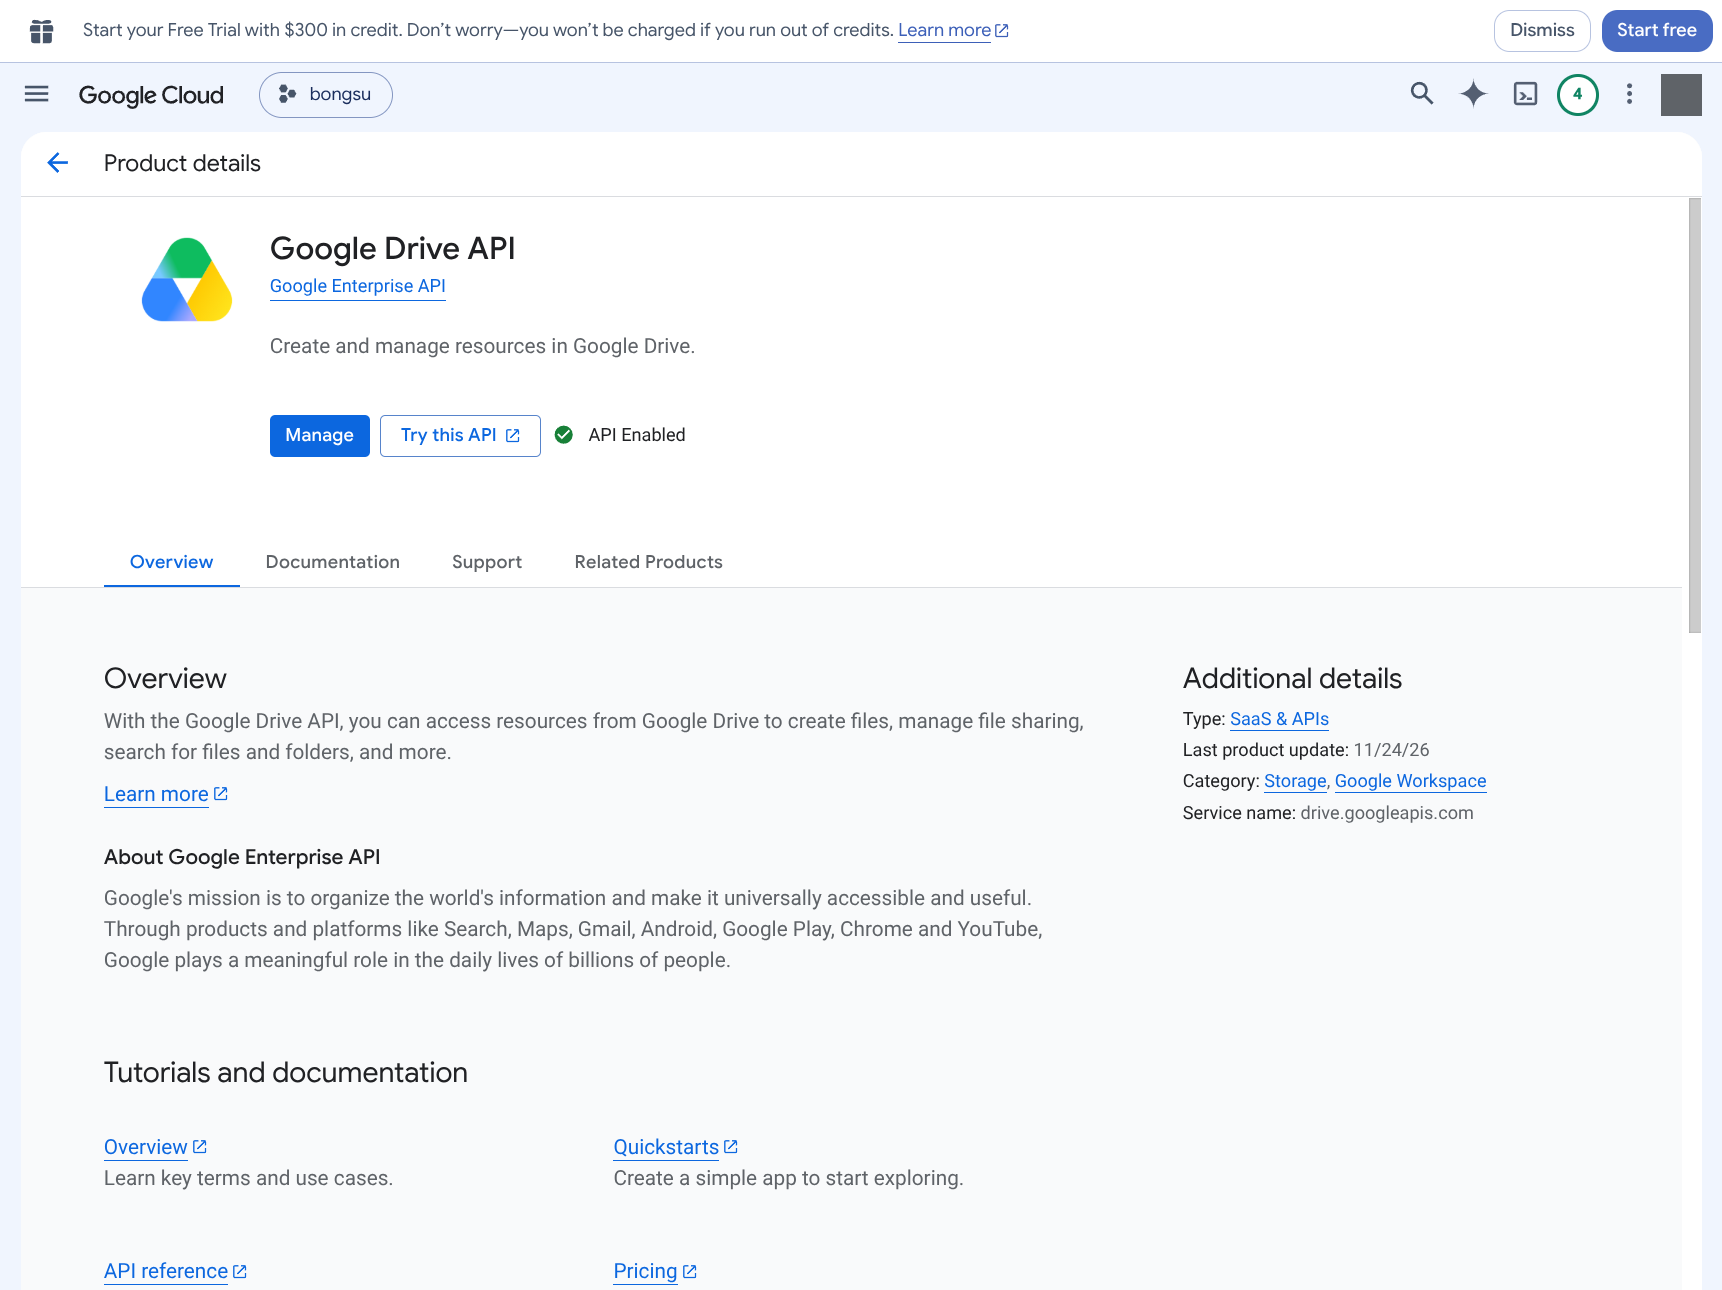 Start your Free Trial with $300 in credit. Don’t worry—you won’t be charged if you run out of credits. Learn more
Dismiss
Start free
Google Cloud
bongsu
4
Product details
Google Drive API
Google Enterprise API
Create and manage resources in Google Drive.
Manage
Try this API
API Enabled
Overview
Documentation
Support
Related Products
Overview
With the Google Drive API, you can access resources from Google Drive to create files, manage file sharing,
search for files and folders, and more.
Learn more
About Google Enterprise API
Google's mission is to organize the world's information and make it universally accessible and useful.
Through products and platforms like Search, Maps, Gmail, Android, Google Play, Chrome and YouTube,
Google plays a meaningful role in the daily lives of billions of people.
Additional details
Type: SaaS & APIs
Last product update: 11/24/26
Category: Storage, Google Workspace
Service name: drive.googleapis.com
Tutorials and documentation
Overview
Learn key terms and use cases.
Quickstarts
Create a simple app to start exploring.
API reference
Pricing